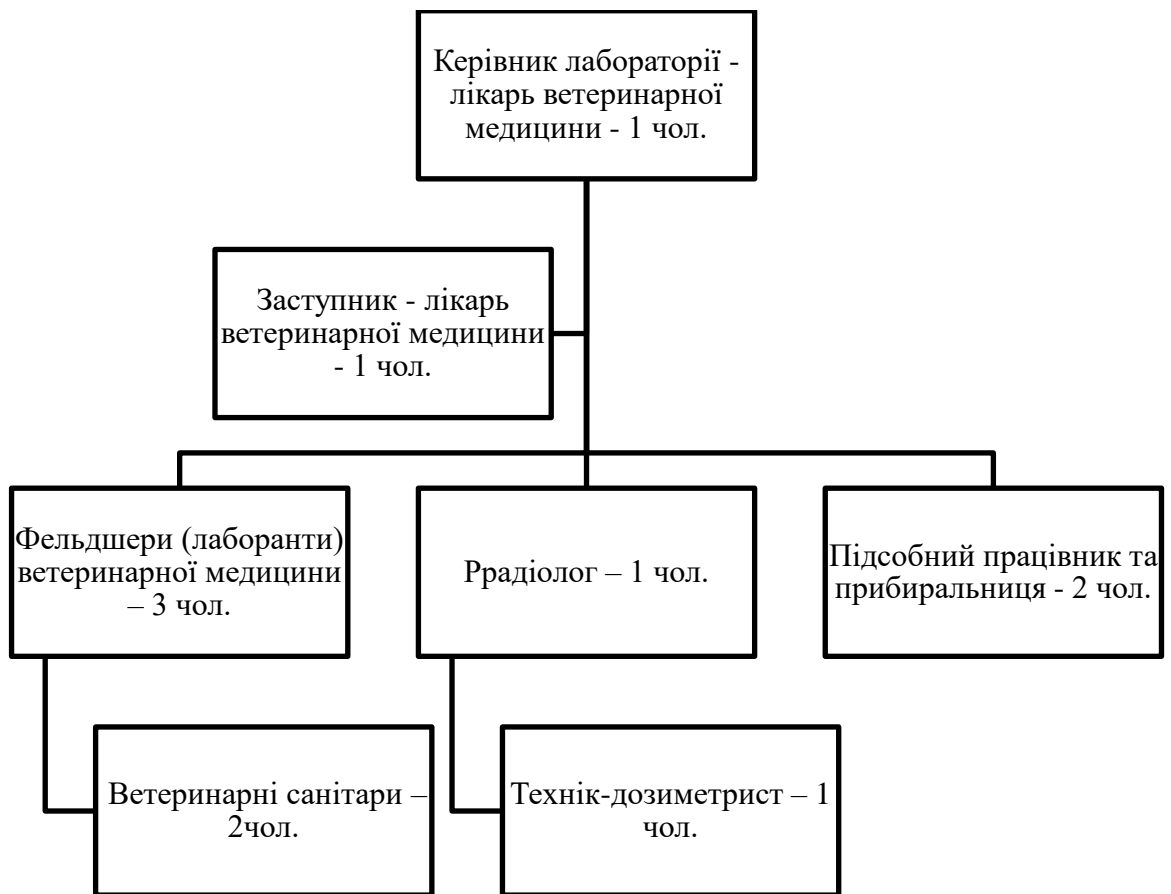 Керівник лабораторії -
лікарь ветеринарної
медицини - 1 чол.
Заступник - лікарь
ветеринарної медицини
- 1 чол.
Фельдшери (лаборанти)
ветеринарної медицини
– 3 чол.
Ррадіолог – 1 чол.
Підсобний працівник та
прибиральниця - 2 чол.
Ветеринарні санітари –
2чол.
Технік-дозиметрист – 1
чол.